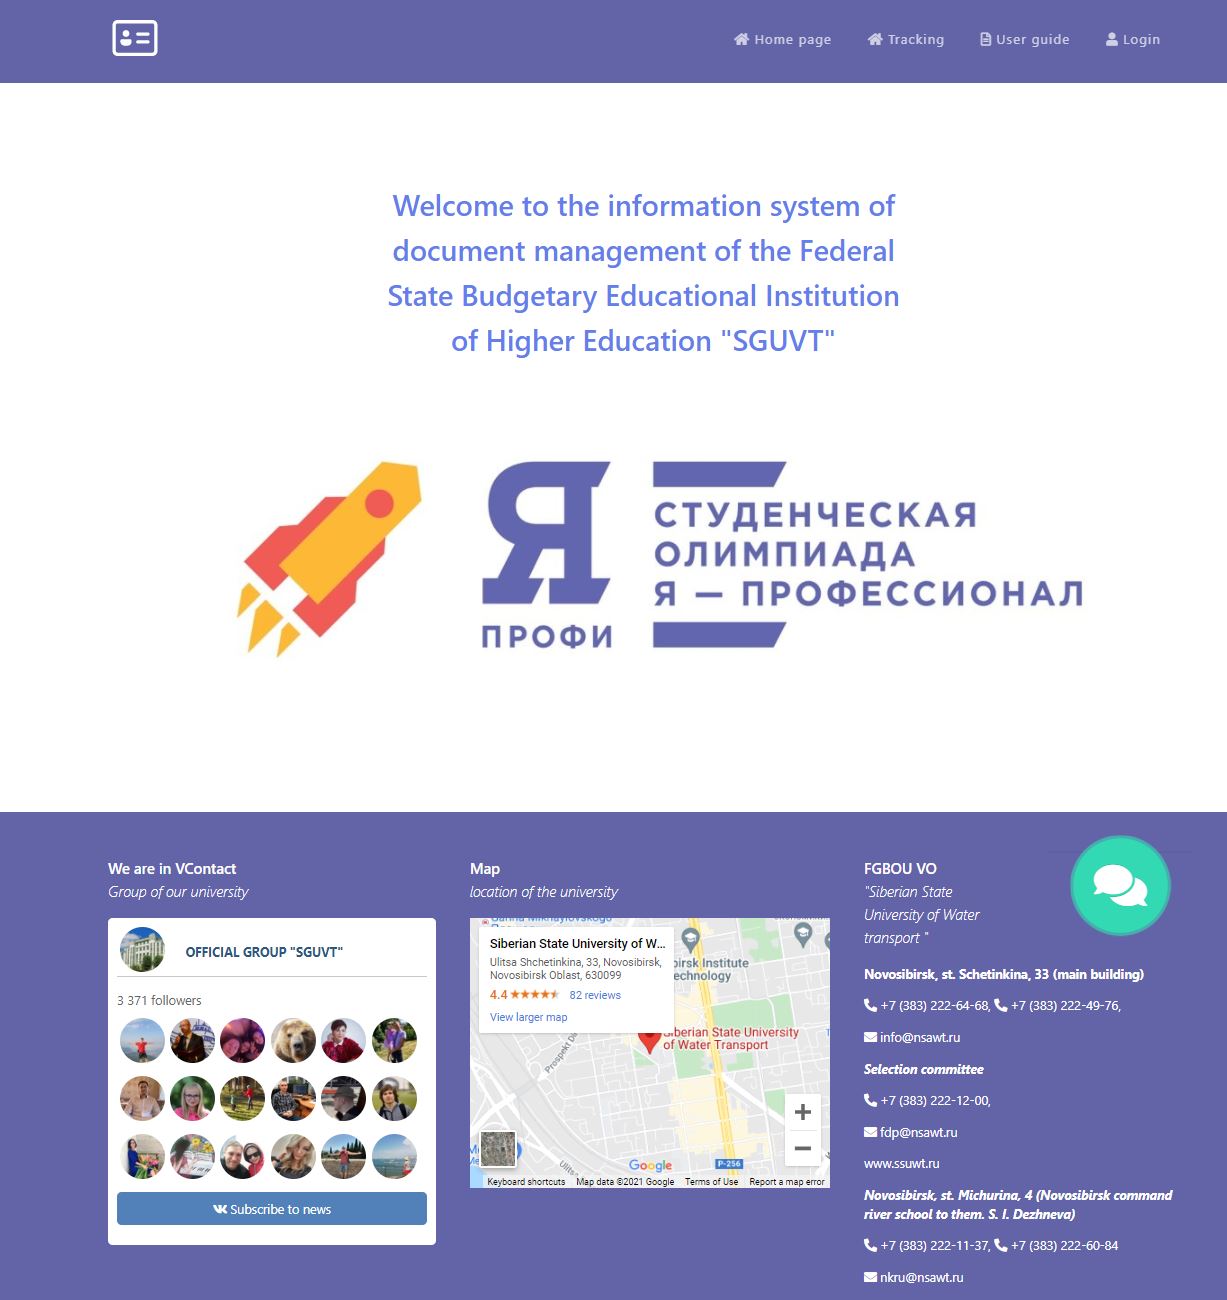 Home page
Tracking
User guide
Login
Welcome to the information system of
document management of the Federal
State Budgetary Educational Institution
of Higher Education "SGUVT"
Я
ПРОФИ
СТУДЕНЧЕСКАЯ
ОЛИМПИАДА
Я — ПРОФЕССИОНАЛ
We are in VContact
Group of our university
OFFICIAL GROUP "SGUVT"
3 371 followers
Subscribe to news
Map
location of the university
Siberian State University of W...
Ulitsa Shchetinkina, 33, Novosibirsk,
Novosibirsk Oblast, 630099
4.4
82 reviews
View larger map
Siberian State University
of Water Transport
P-256
Google
Keyboard shortcuts
Map data ©2021 Google
Terms of Use
Report a map error
FGBOU VO
"Siberian State
University of Water
transport "
Novosibirsk, st. Schetinkina, 33 (main building)
+7 (383) 222-64-68, +7 (383) 222-49-76,
info@nsawt.ru
Selection committee
+7 (383) 222-12-00,
fdp@nsawt.ru
www.ssuwt.ru
Novosibirsk, st. Michurina, 4 (Novosibirsk command
river school to them. S. I. Dezhneva)
+7 (383) 222-11-37, +7 (383) 222-60-84
nkru@nsawt.ru